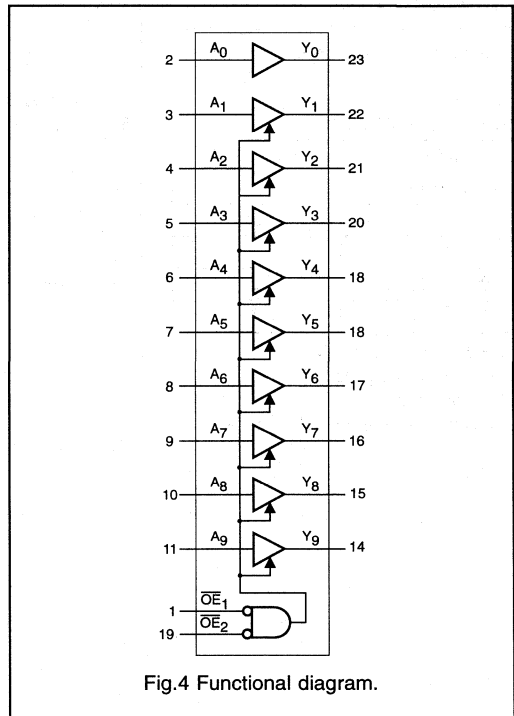 2 A0 Y0 23
3 A1 Y1 22
4 A2 Y2 21
5 A3 Y3 20
6 A4 Y4 18
7 A5 Y5 18
8 A6 Y6 17
9 A7 Y7 16
10 A8 Y8 15
11 A9 Y9 14
1 O̅E̅1
19 O̅E̅2
Fig.4 Functional diagram.